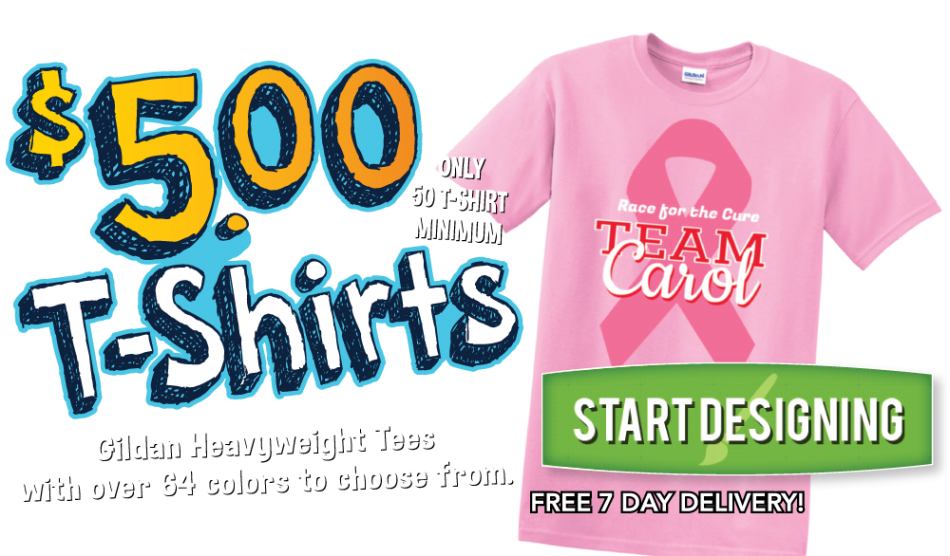 $5.00
T-Shirts
ONLY
50 T-SHIRT
MINIMUM
Gildan Heavyweight Tees
with over 64 colors to choose from.
Race for the Cure
TEAM
Carol
START DESIGNING
FREE 7 DAY DELIVERY!